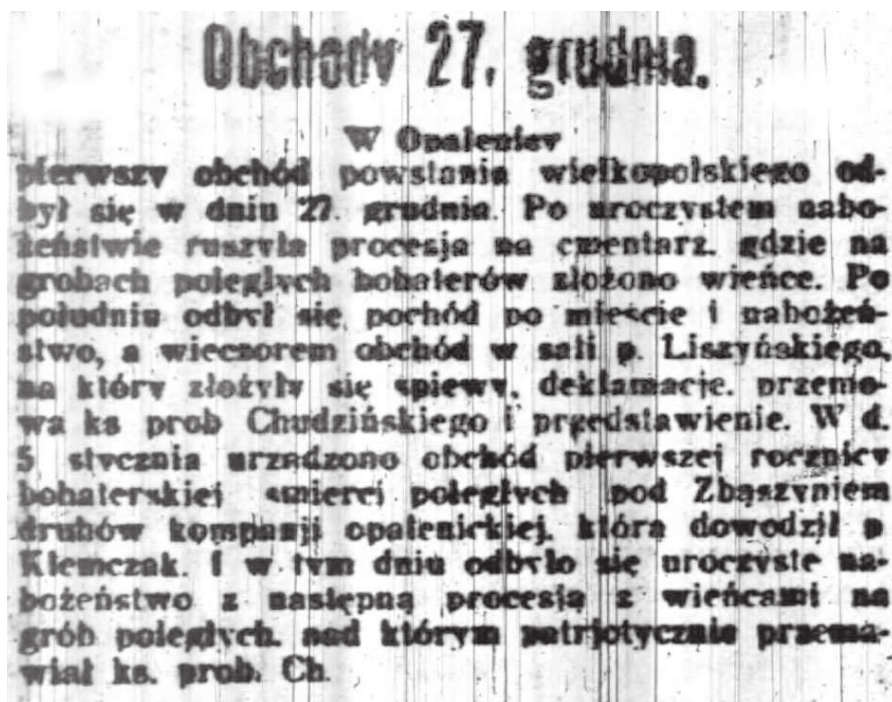 Obchody 27. grudnia.
W Opalenicy
pierwszy obchód powstania wielkopolskiego od-
był się w dniu 27. grudnia. Po uroczystem nabo-
żeństwie ruszyła procesja na cmentarz, gdzie na
grobach poległych bohaterów złożono wieńce. Po
południu odbył się pochód po mieście i nabożeń-
stwo, a wieczorem obchód w sali p. Liszyńskiego,
na który złożyły się spiewy, deklamacje, przemo-
wa ks prob Chudzińskiego i przedstawienie. W d.
5 stycznia urządzono obchód pierwszej rocznicy
bohaterskiej smierci poległych pod Zbąszyniem
druhów kompanji opalenickiej, którą dowodził p
Klemczak. I w tym dniu odbyło się uroczyste na-
bożeństwo z następną procesją z wieńcami na
grób poległych, nad którym patrjotycznie przema-
wiał ks. prob. Ch.